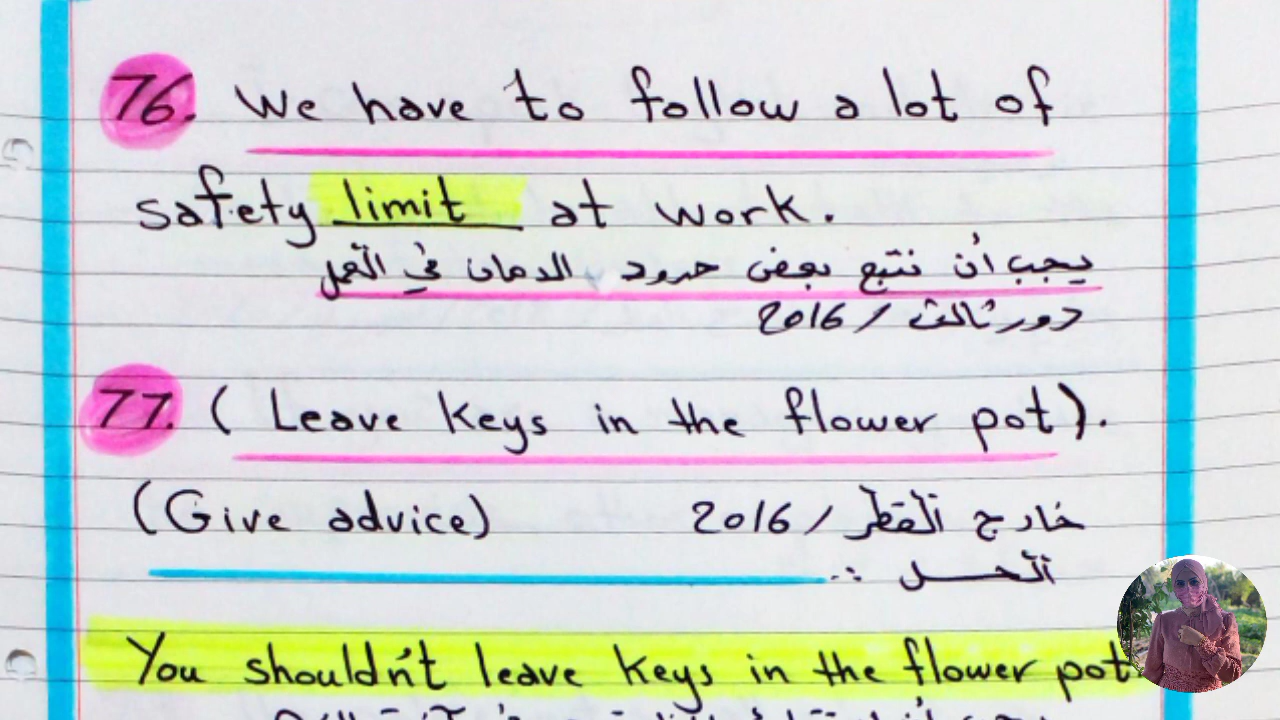 76. We have to follow a lot of
safety limit at work.
يجب أن نتبع بعض حدود الامان في العمل
دور ثالث / 2016
77. ( Leave keys in the flower pot ).
(Give advice) خارج القطر / 2016
الحل :-
You shouldn't leave keys in the flower pot